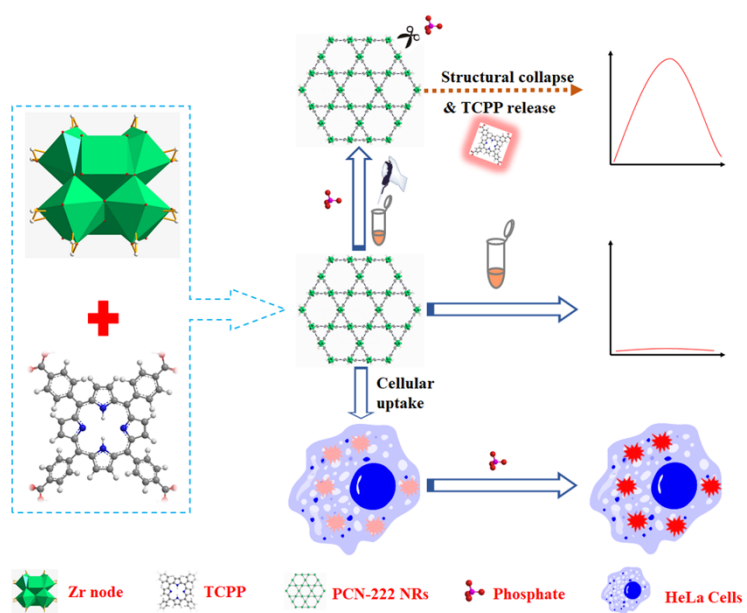 Structural collapse
& TCPP release
Cellular
uptake
Zr node
TCPP
PCN-222 NRs
Phosphate
HeLa Cells